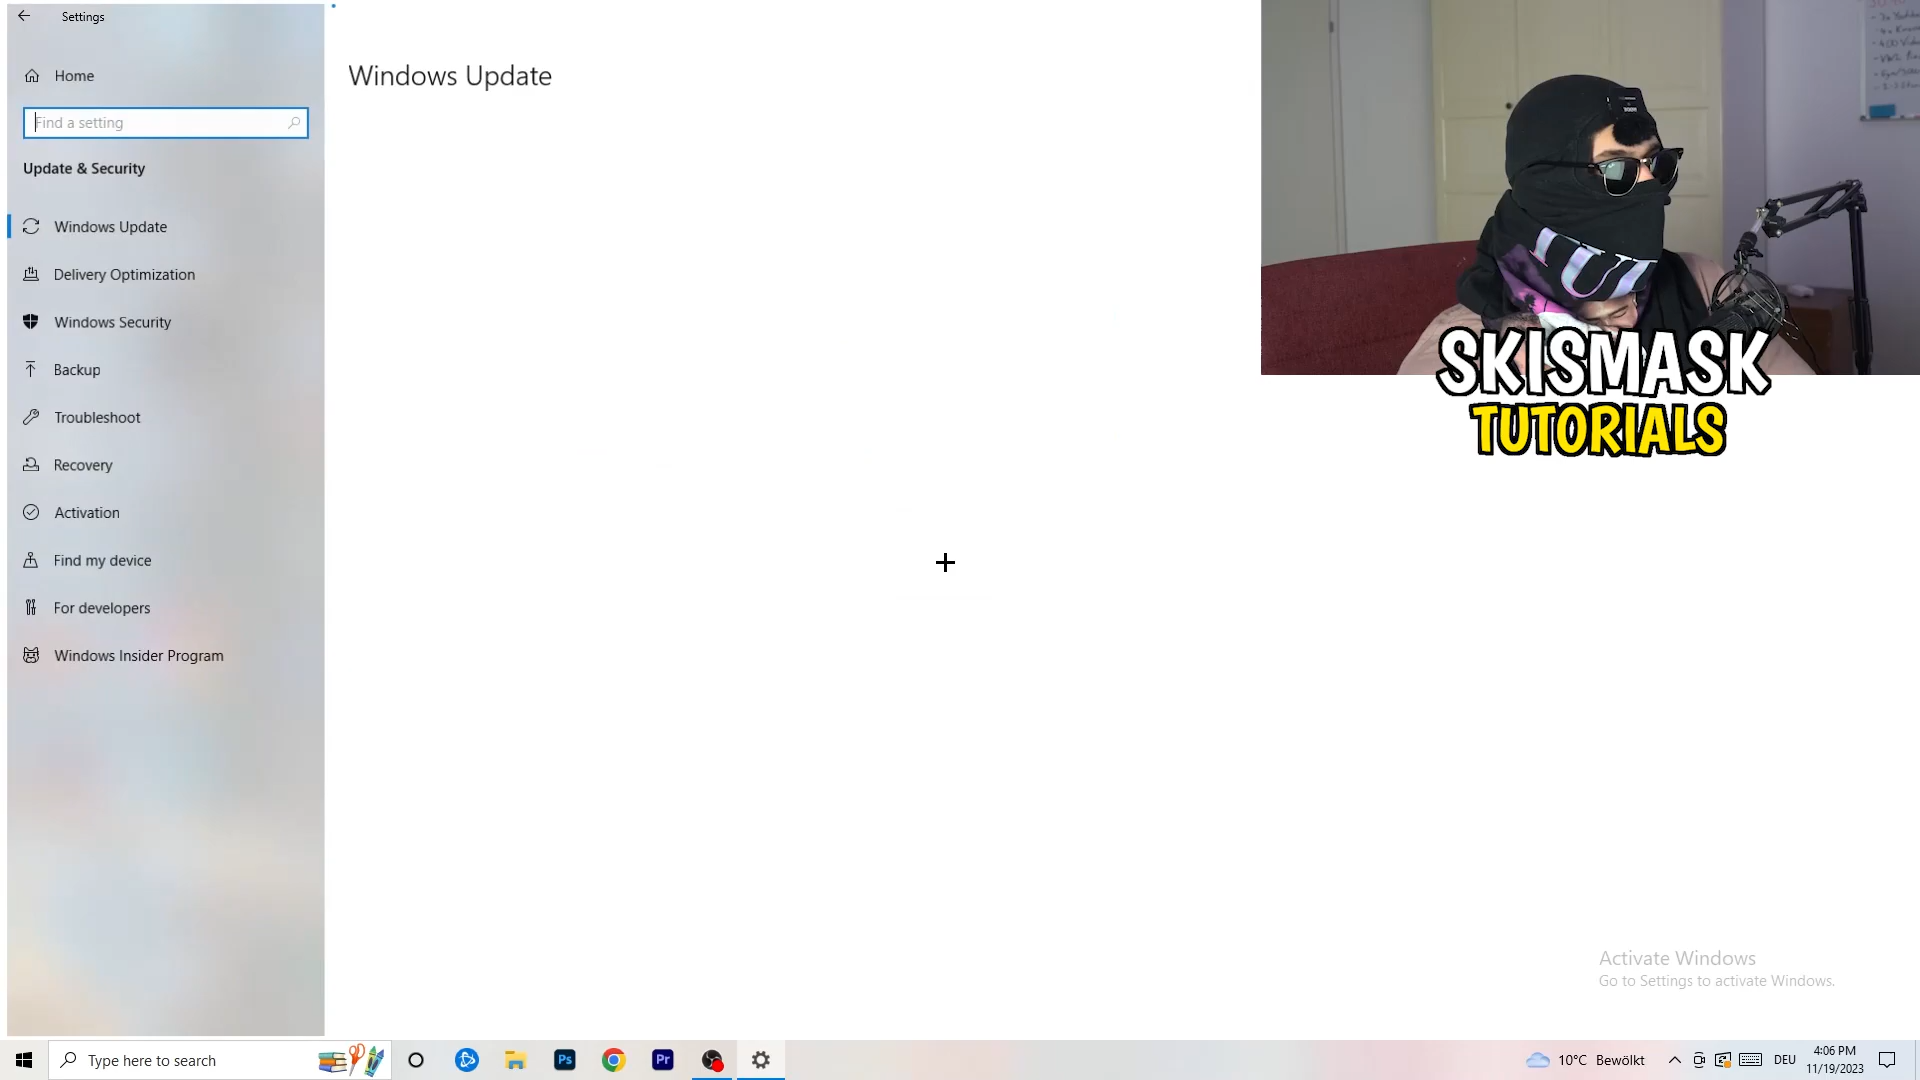 Settings
Home
Find a setting
Update & Security
Windows Update
Delivery Optimization
Windows Security
Backup
Troubleshoot
Recovery
Activation
Find my device
For developers
Windows Insider Program
Windows Update
SKISMASK
TUTORIALS
Activate Windows
Go to Settings to activate Windows.
Type here to search
Ps
Pr
10°C Bewölkt
DEU
4:06 PM
11/19/2023